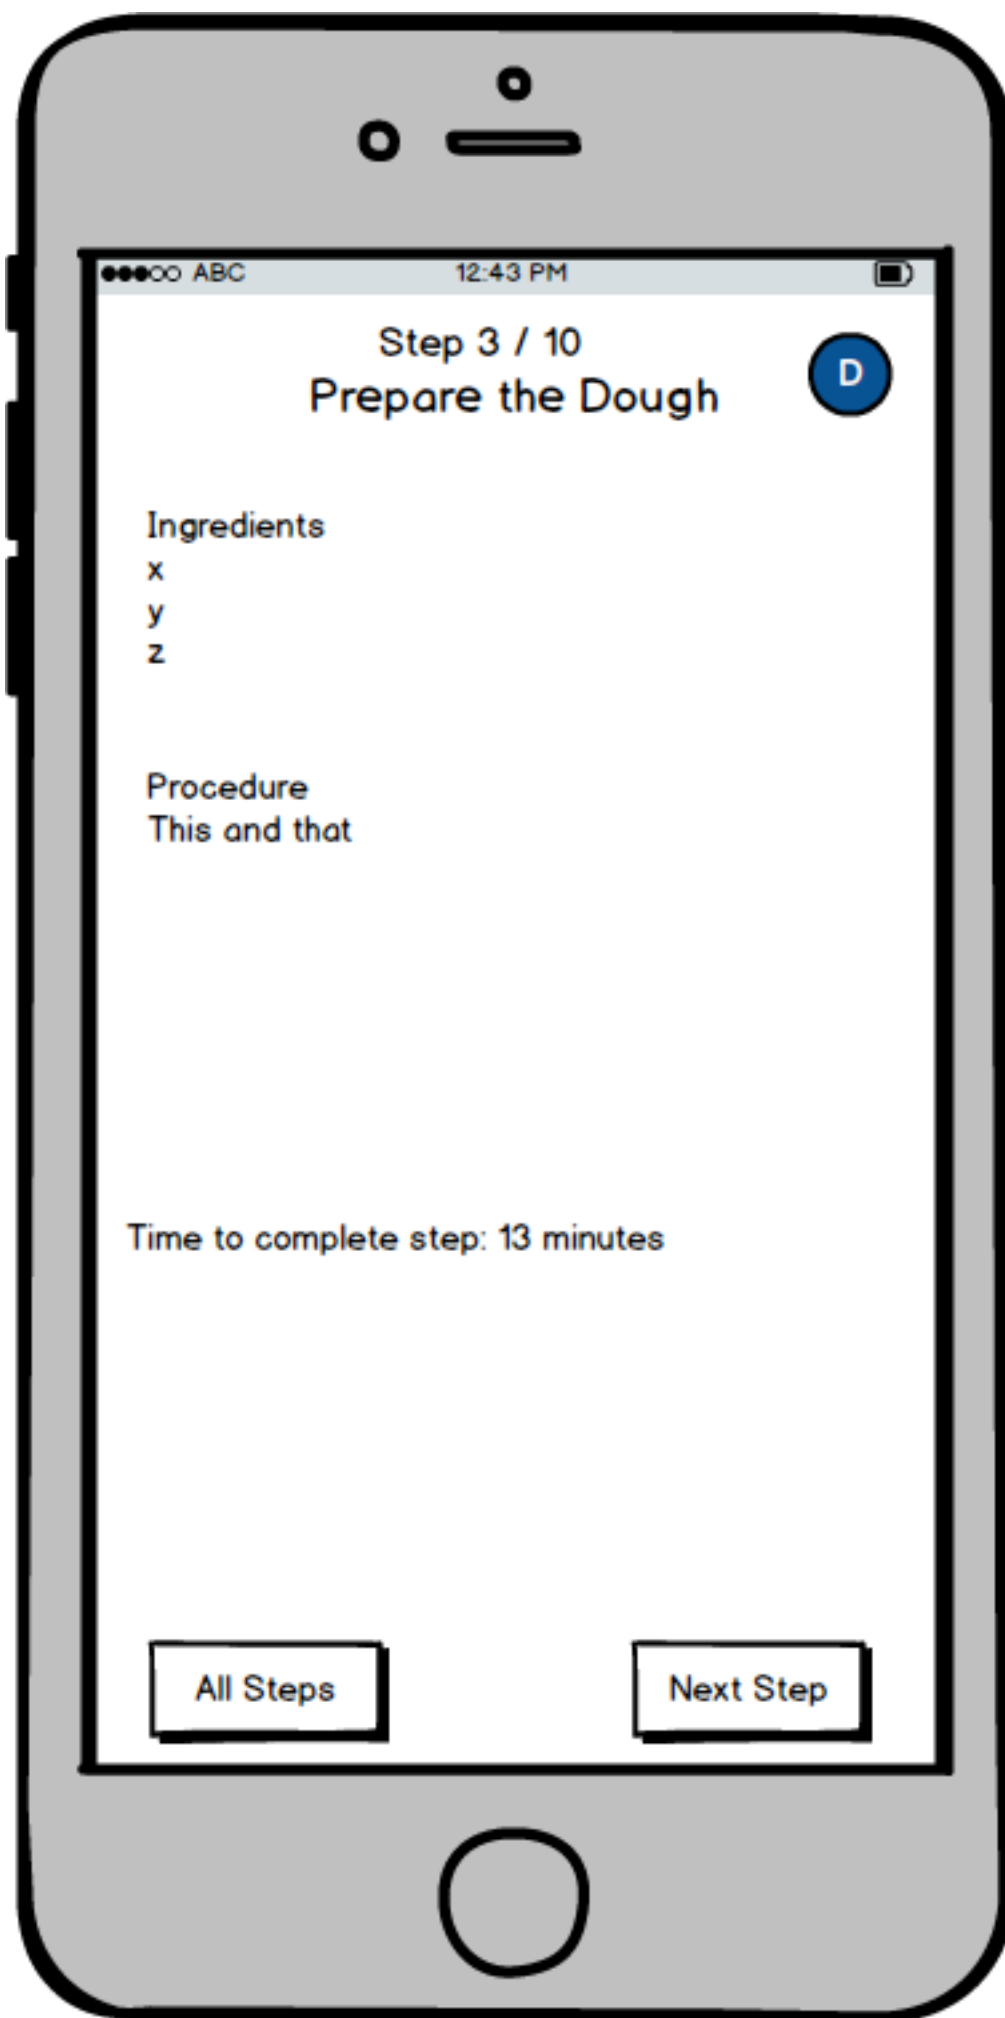 ABC 12:43 PM
Step 3 / 10
Prepare the Dough
D
Ingredients
x
y
z
Procedure
This and that
Time to complete step: 13 minutes
All Steps Next Step